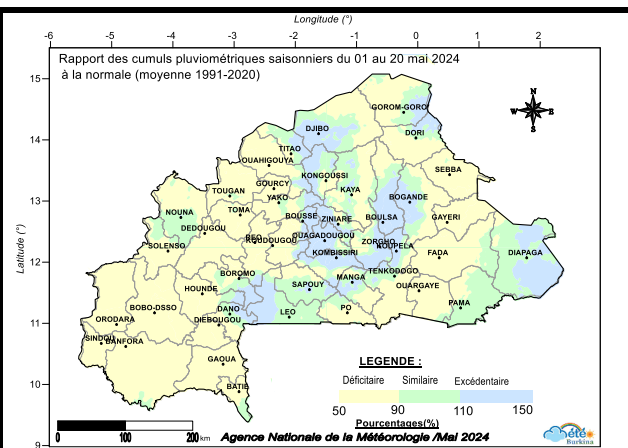 Longitude (°)
-6 -5 -4 -3 -2 -1 0 1 2
Rapport des cumuls pluviométriques saisonniers du 01 au 20 mai 2024
à la normale (moyenne 1991-2020)
15
GOROM-GORO
N
W E
S
DJIBO
DORI
14
TITAO
OUAHIGOUYA
KONGOUSSI
SEBBA
GOURCY
KAYA
TOUGAN
YAKO
BOGANDE
13
NOUNA
TOMA
BOUSSE
ZINIARE
BOULSA
GAYERI
DEDOUGOU
REO
KOUDOUGOU
OUAGADOUGOU
ZORGHO
KOUPELA
SOLENSO
KOMBISSIRI
FADA
DIAPAGA
Latitude (°)
12
BOROMO
MANGA
TENKODOGO
HOUNDE
SAPOUY
OUARGAYE
BOBO-DSSO
DANO
LEO
PO
PAMA
11
ORODARA
DIEBOUGOU
SINDOU
BANFORA
GAOUA
LEGENDE :
10
BATIE
Déficitaire Similaire Excédentaire
50 90 110 150
Pourcentages(%)
0 100 200 km
Agence Nationale de la Météorologie /Mai 2024
météo
Burkina
9